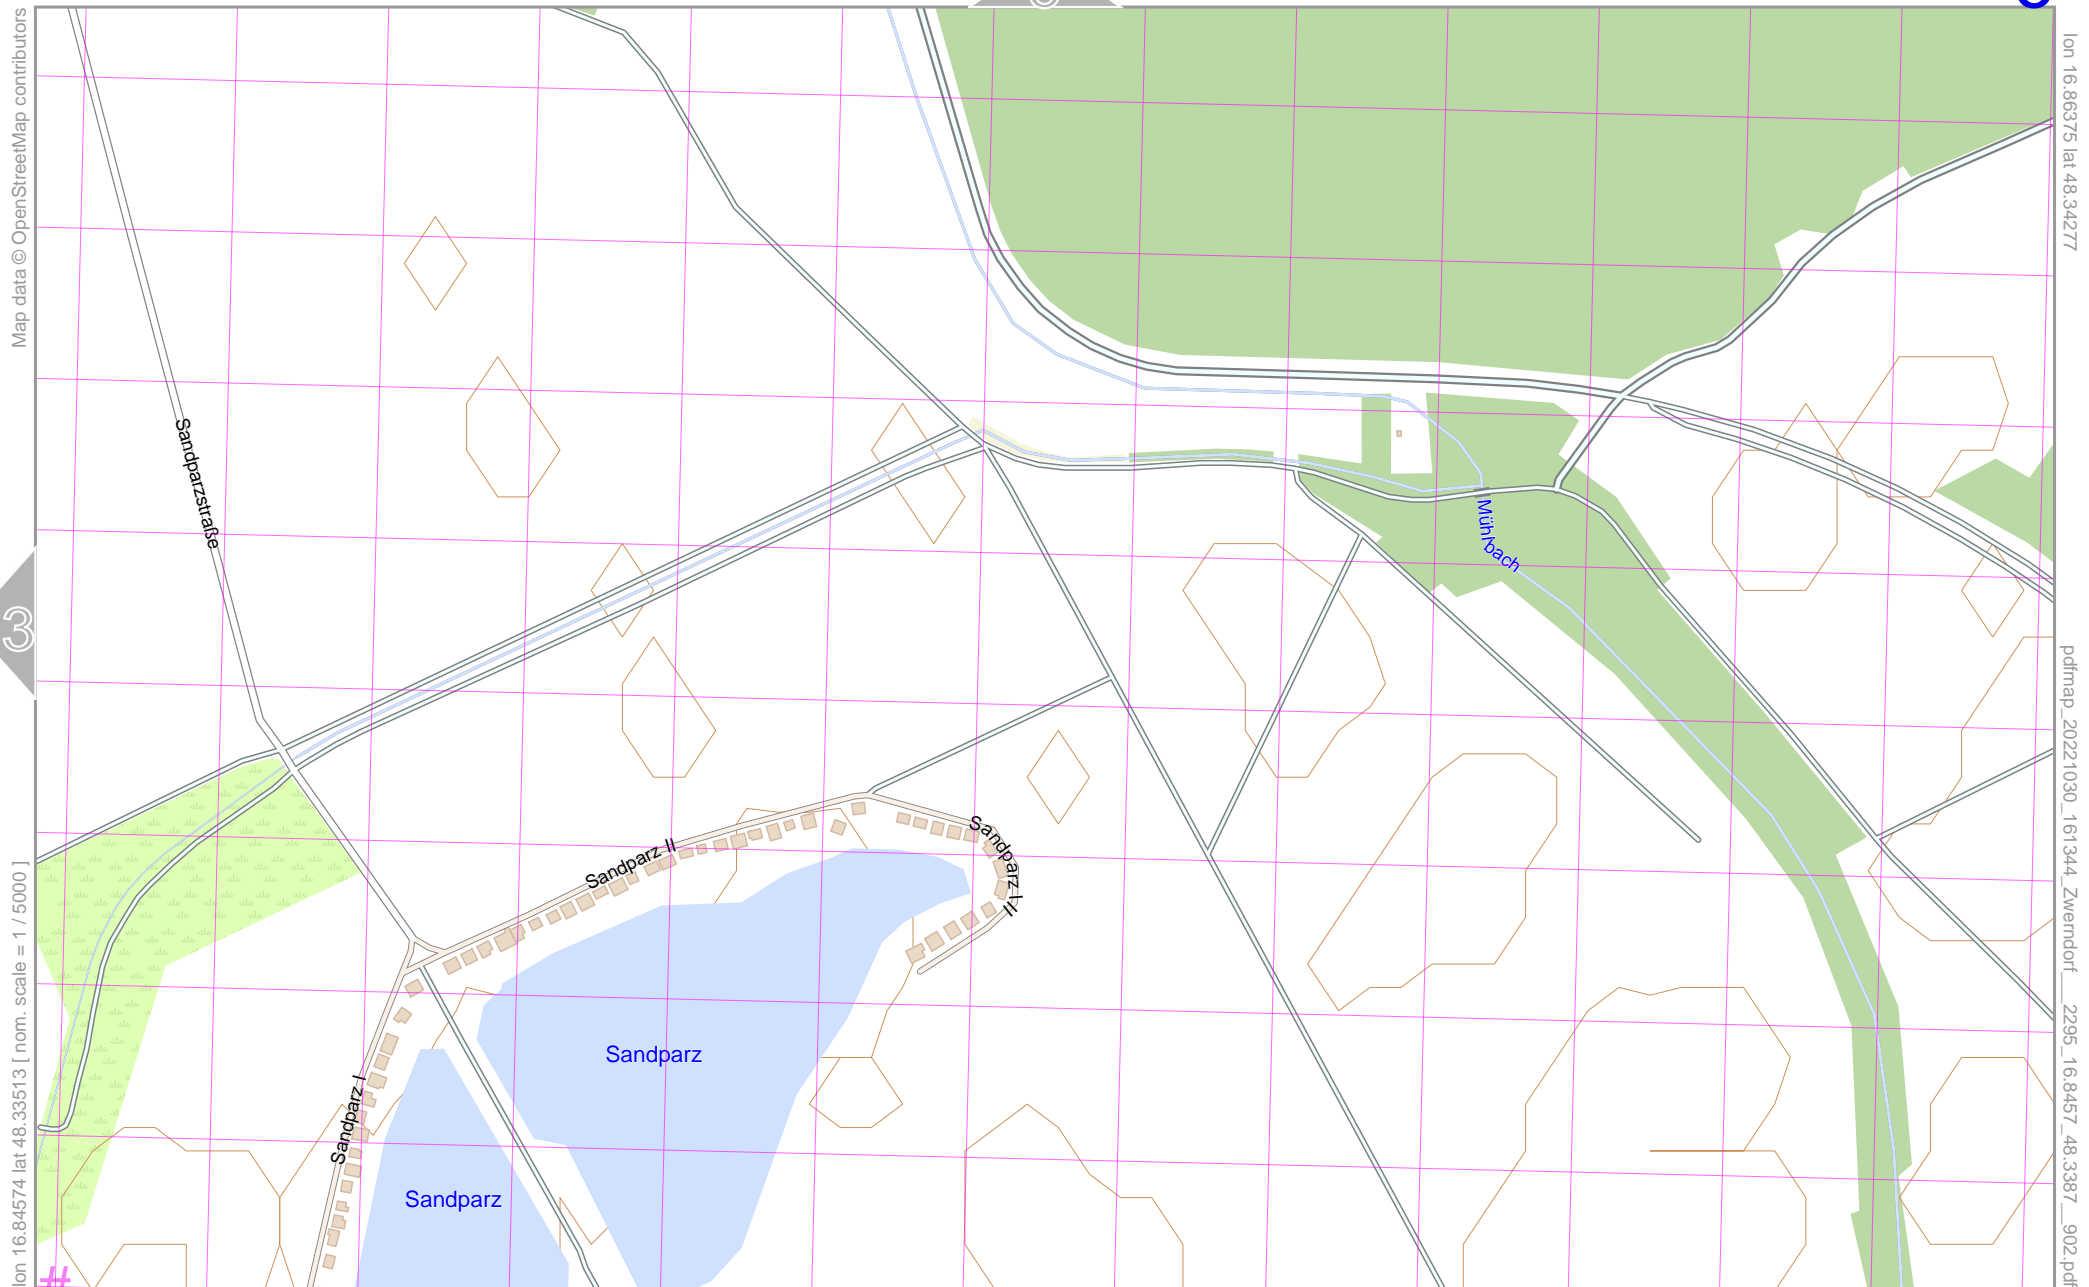 Map data © OpenStreetMap contributors
lon 16.86375 lat 48.34277
Sandparzstraße
3
Mühlbach
Sandparz II
Sandparz II
Sandparz
Sandparz I
Sandparz
lon 16.84574 lat 48.33513 [ nom. scale = 1 / 5000 ]
pdfmap_20221030_161344_Zwerndorf___2295_16.8457_48.3387__902.pdf
#